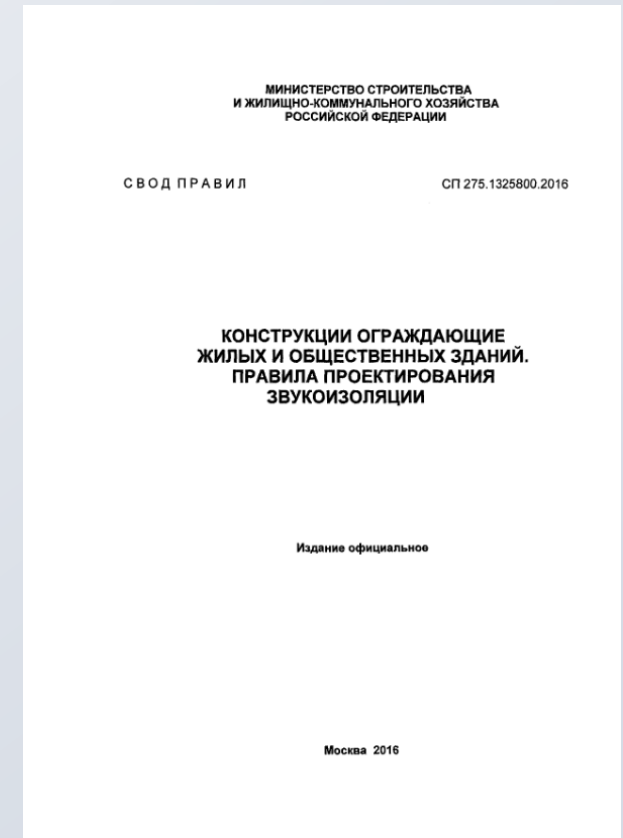 МИНИСТЕРСТВО СТРОИТЕЛЬСТВА
И ЖИЛИЩНО-КОММУНАЛЬНОГО ХОЗЯЙСТВА
РОССИЙСКОЙ ФЕДЕРАЦИИ
СВОД ПРАВИЛ
СП 275.1325800.2016
КОНСТРУКЦИИ ОГРАЖДАЮЩИЕ
ЖИЛЫХ И ОБЩЕСТВЕННЫХ ЗДАНИЙ.
ПРАВИЛА ПРОЕКТИРОВАНИЯ
ЗВУКОИЗОЛЯЦИИ
Издание официальное
Москва 2016